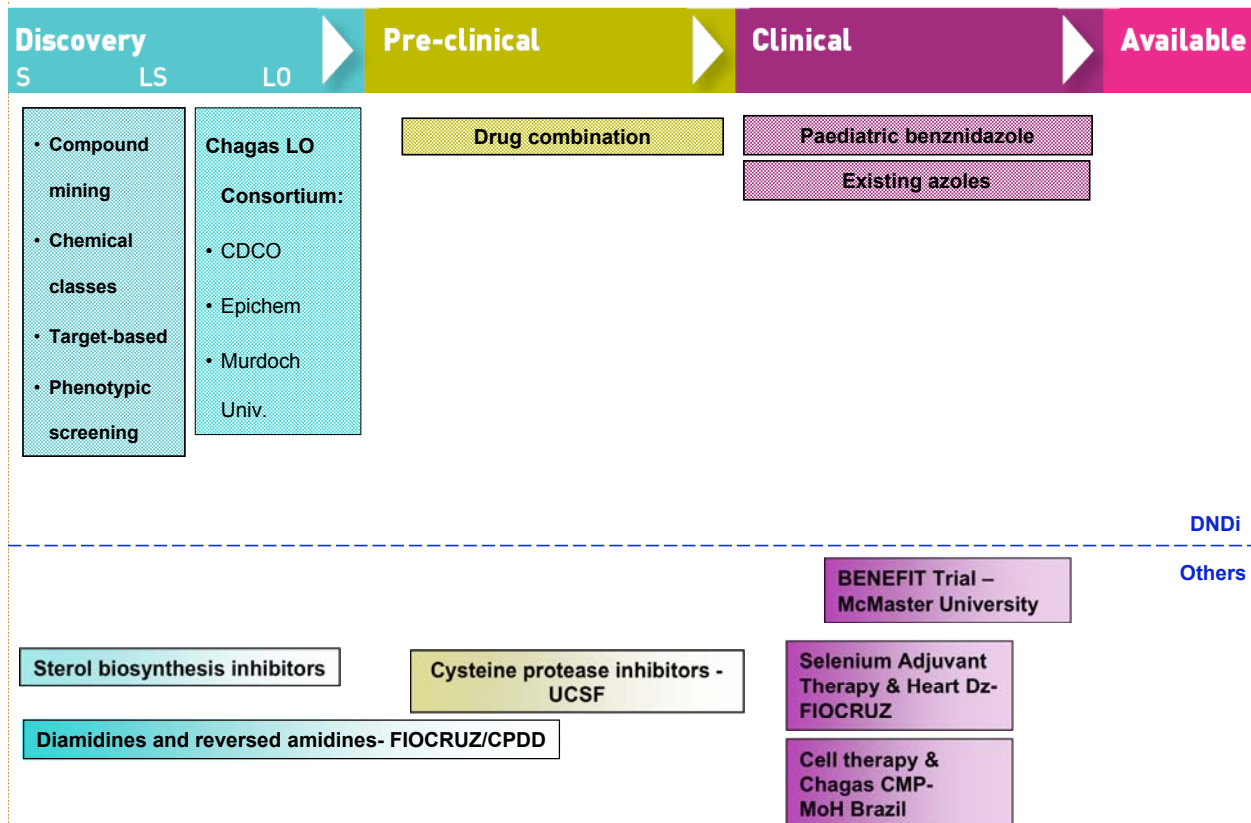 Discovery
S LS LO
Pre-clinical
Clinical
Available
• Compound
mining
• Chemical
classes
• Target-based
• Phenotypic
screening
Chagas LO
Consortium:
• CDCO
• Epichem
• Murdoch
Univ.
Drug combination
Paediatric benznidazole
Existing azoles
DNDi
Others
BENEFIT Trial –
McMaster University
Sterol biosynthesis inhibitors
Cysteine protease inhibitors -
UCSF
Selenium Adjuvant
Therapy & Heart Dz-
FIOCRUZ
Diamidines and reversed amidines- FIOCRUZ/CPDD
Cell therapy &
Chagas CMP-
MoH Brazil